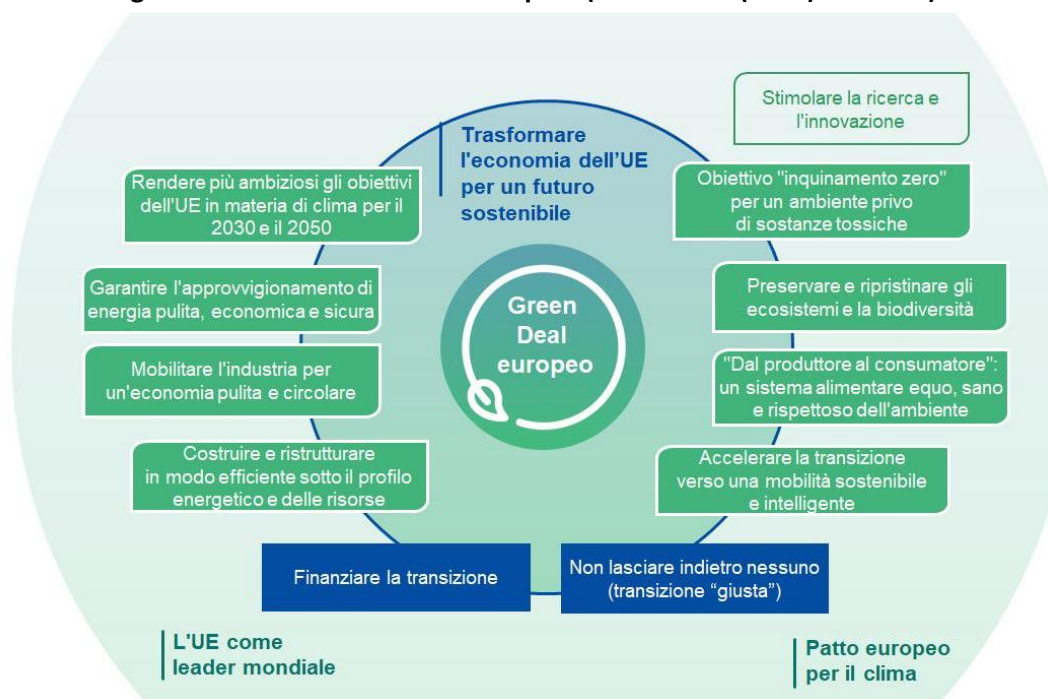 Stimolare la ricerca e
l'innovazione
Trasformare
l'economia dell'UE
per un futuro
sostenibile
Rendere più ambiziosi gli obiettivi
dell'UE in materia di clima per il
2030 e il 2050
Obiettivo "inquinamento zero"
per un ambiente privo
di sostanze tossiche
Garantire l'approvvigionamento di
energia pulita, economica e sicura
Preservare e ripristinare gli
ecosistemi e la biodiversità
Green
Deal
europeo
Mobilitare l'industria per
un'economia pulita e circolare
"Dal produttore al consumatore":
un sistema alimentare equo, sano
e rispettoso dell'ambiente
Costruire e ristrutturare
in modo efficiente sotto il profilo
energetico e delle risorse
Accelerare la transizione
verso una mobilità sostenibile
e intelligente
Finanziare la transizione
Non lasciare indietro nessuno
(transizione “giusta”)
L'UE come
leader mondiale
Patto europeo
per il clima